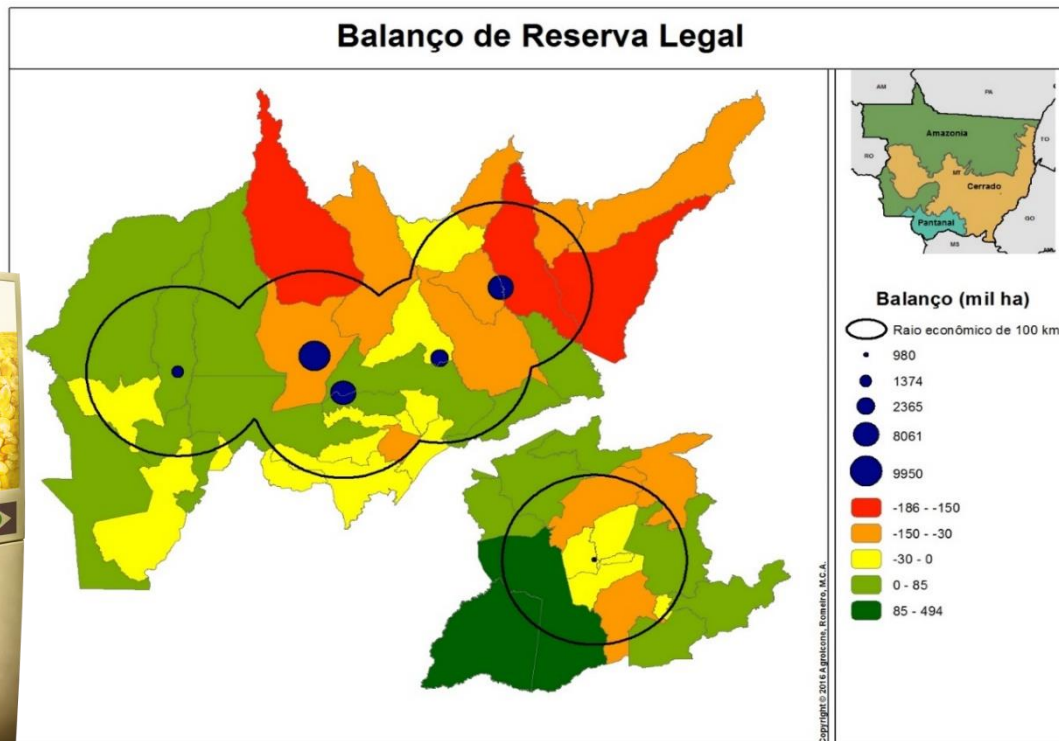 Balanço de Reserva Legal
AM
PA
Amazonia
RO
TO
MT
Cerrado
GO
Pantanal
MS
Balanço (mil ha)
Raio econômico de 100 km
980
1374
2365
8061
9950
-186 - -150
-150 - -30
-30 - 0
0 - 85
85 - 494
Copyright © 2016 Agroicone, Romeiro, M.C.A.